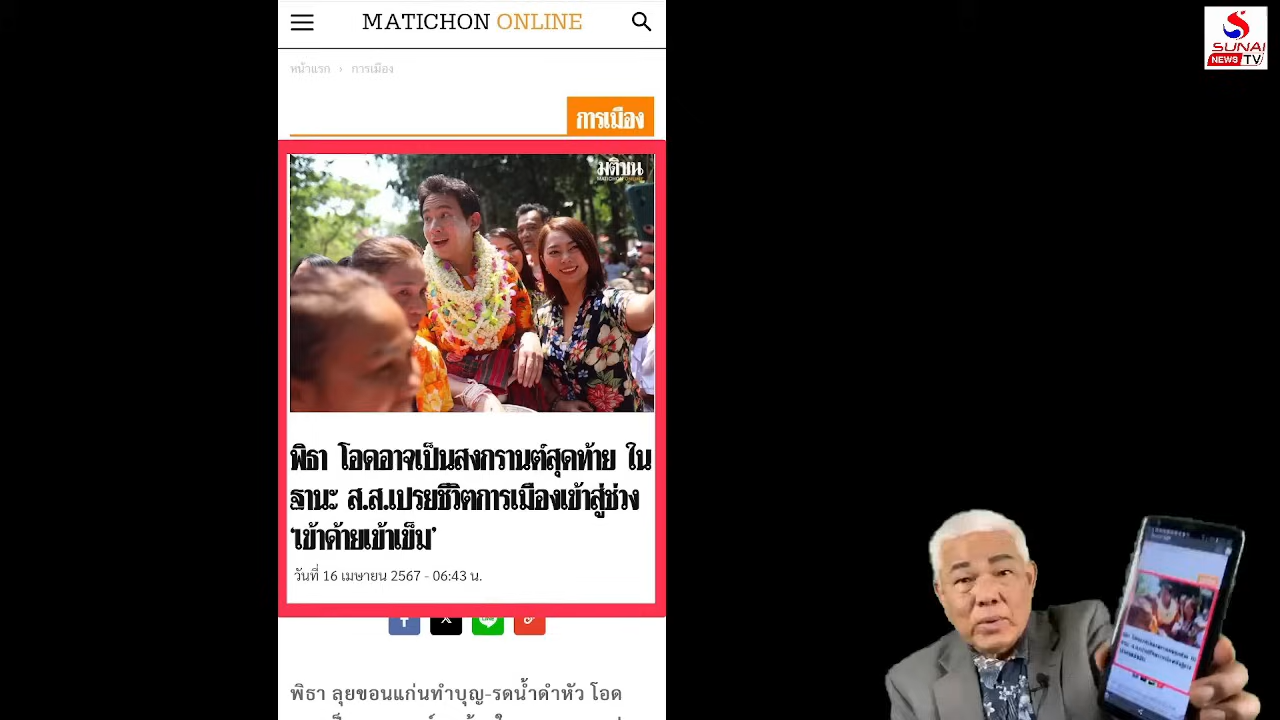 MATICHON ONLINE
SUNAI
NEWS TV
หน้าแรก › การเมือง
การเมือง
มติชน
MATICHON ONLINE
พิธา โอดอาจเป็นสงกรานต์สุดท้าย ใน
ฐานะ ส.ส.เปรยชีวิตการเมืองเข้าสู่ช่วง
‘เข้าด้ายเข้าเข็ม’
วันที่ 16 เมษายน 2567 - 06:43 น.
พิธา ลุยขอนแก่นทำบุญ-รดน้ำดำหัว โอด